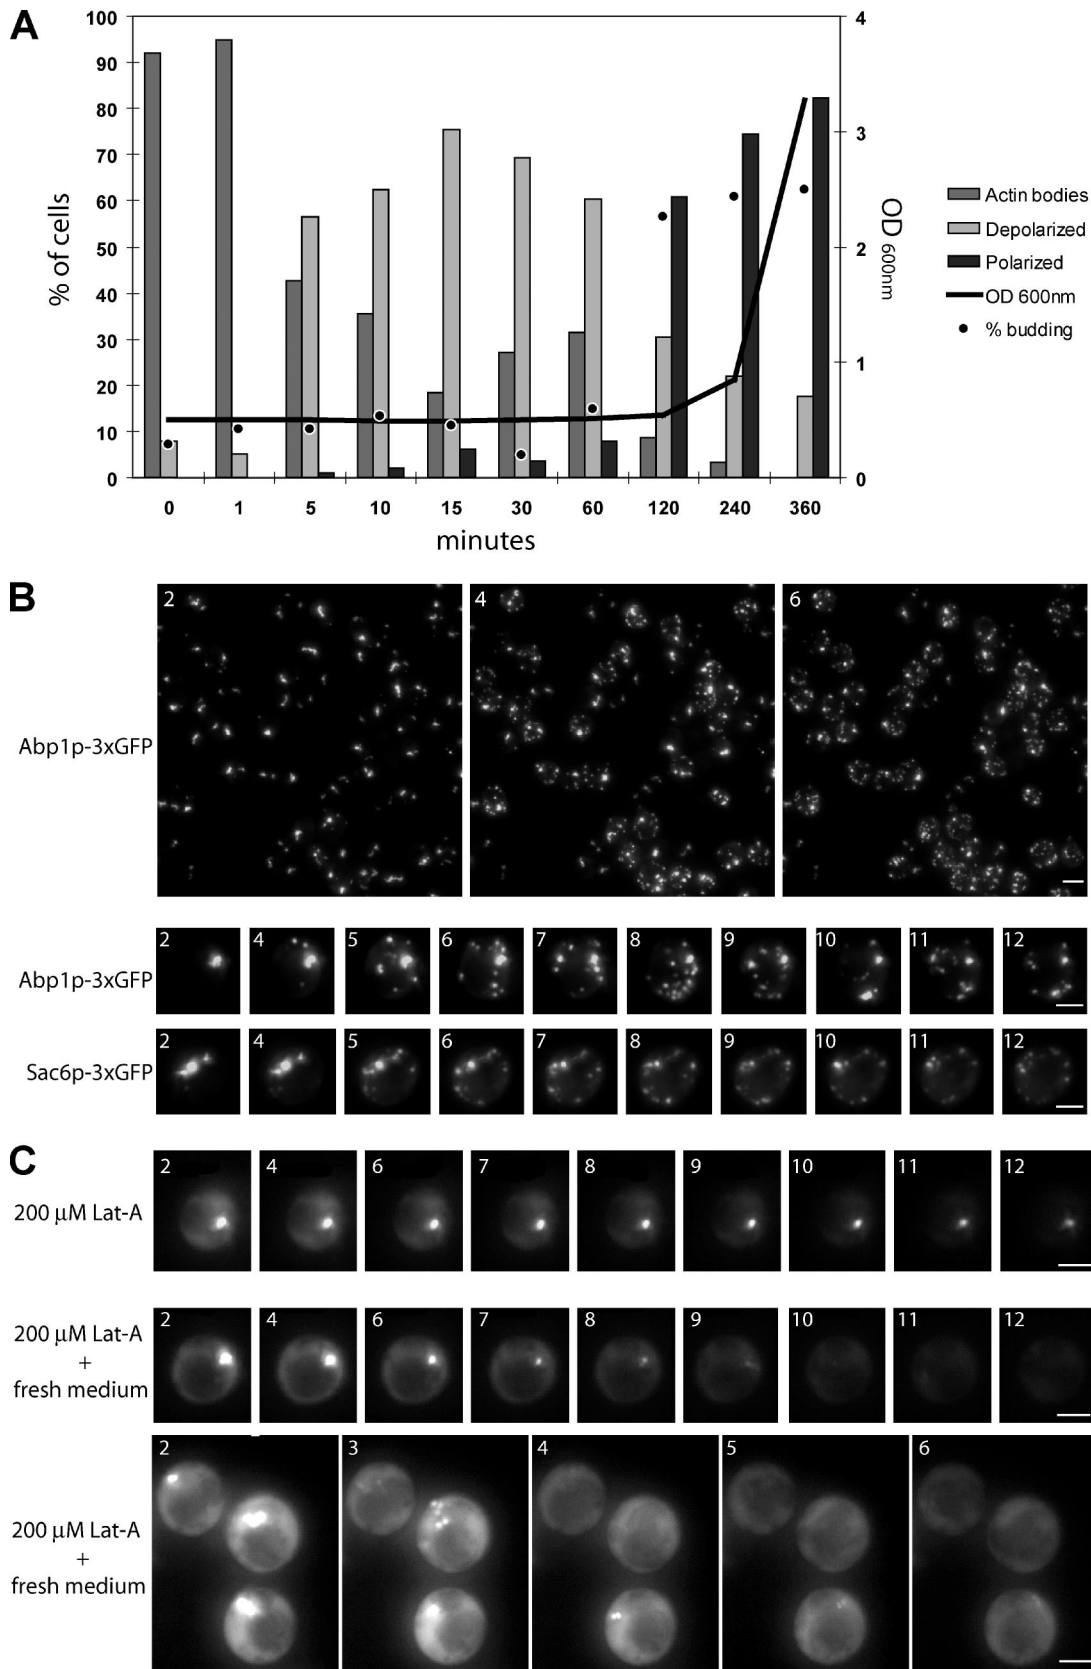 A
100
90
80
70
60
50
40
30
20
10
0
% of cells
4
3
2
1
0
OD 600nm
0 1 5 10 15 30 60 120 240 360
minutes
Actin bodies
Depolarized
Polarized
OD 600nm
% budding
B
2 4 6
Abp1p-3xGFP
2 4 5 6 7 8 9 10 11 12
Abp1p-3xGFP
2 4 5 6 7 8 9 10 11 12
Sac6p-3xGFP
C
2 4 6 7 8 9 10 11 12
200 µM Lat-A
2 4 6 7 8 9 10 11 12
200 µM Lat-A
+
fresh medium
2 3 4 5 6
200 µM Lat-A
+
fresh medium